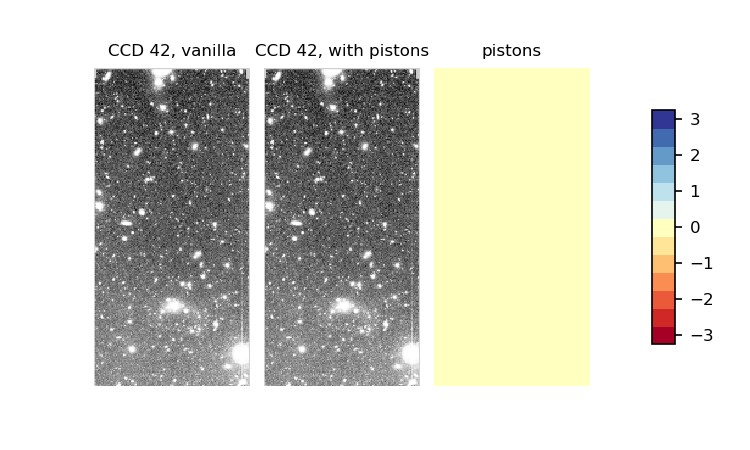 CCD 42, vanilla
CCD 42, with pistons
pistons
3
2
1
0
−1
−2
−3